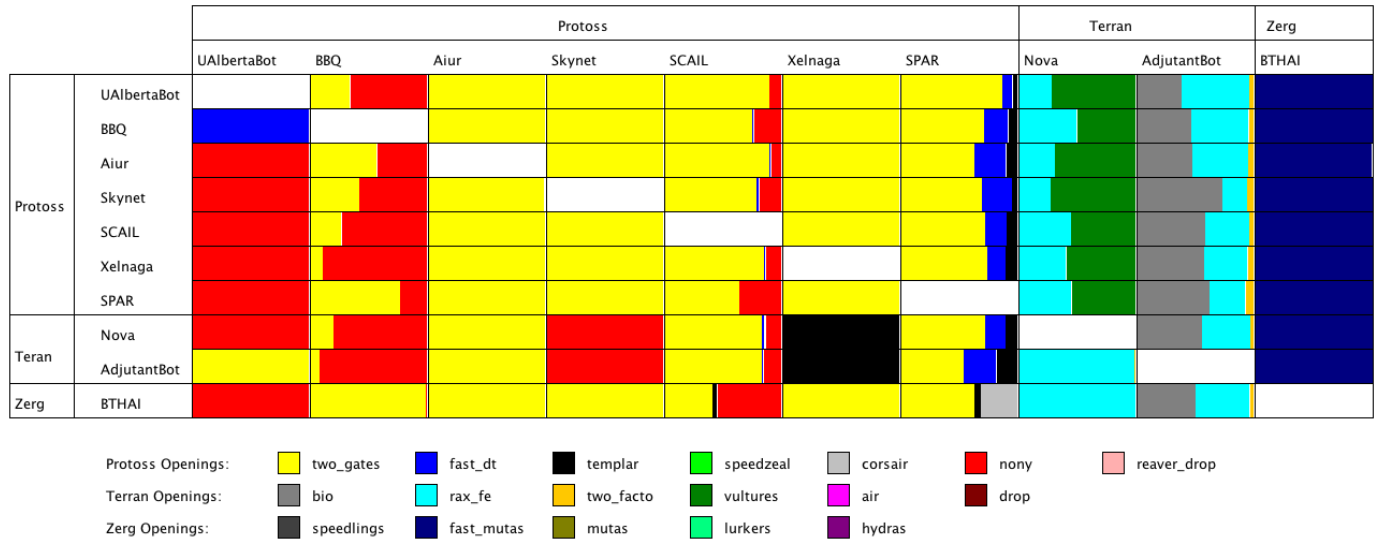 Protoss Terran Zerg
UAlbertaBot BBQ Aiur Skynet SCAIL Xelnaga SPAR Nova AdjutantBot BTHAI
UAlbertaBot
BBQ
Aiur
Protoss Skynet
SCAIL
Xelnaga
SPAR
Nova
Teran
AdjutantBot
Zerg BTHAI
Protoss Openings: two_gates fast_dt templar speedzeal corsair nony reaver_drop
Terran Openings: bio rax_fe two_facto vultures air drop
Zerg Openings: speedlings fast_mutas mutas lurkers hydras